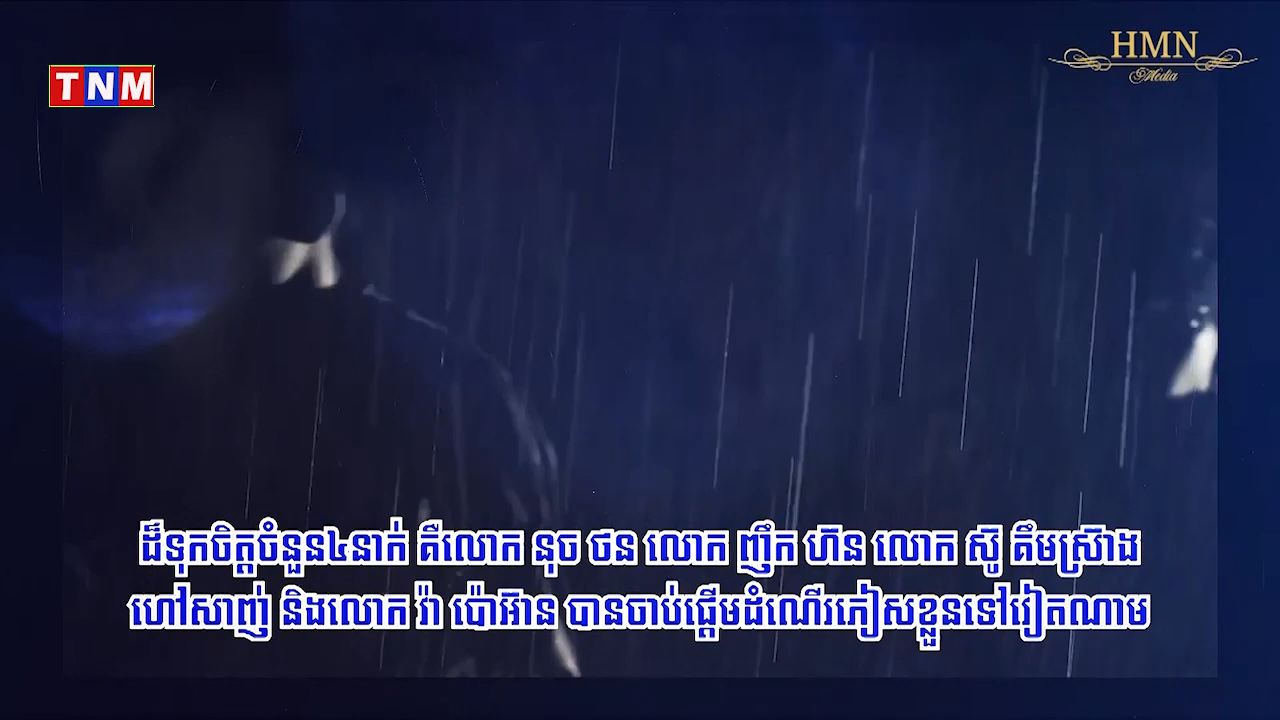 TNM
HMN
Media
ដ៏ទុកចិត្តចំនួន៤នាក់ គឺលោក នុច ថន លោក ញឹក ហ៊ន លោក ស៊ូ គឹមស្រ៊ាង
ហៅសាញ់ និងលោក វ៉ា ប៉ោអ៊ាន បានចាប់ផ្តើមដំណើរភៀសខ្លួនទៅវៀតណាម